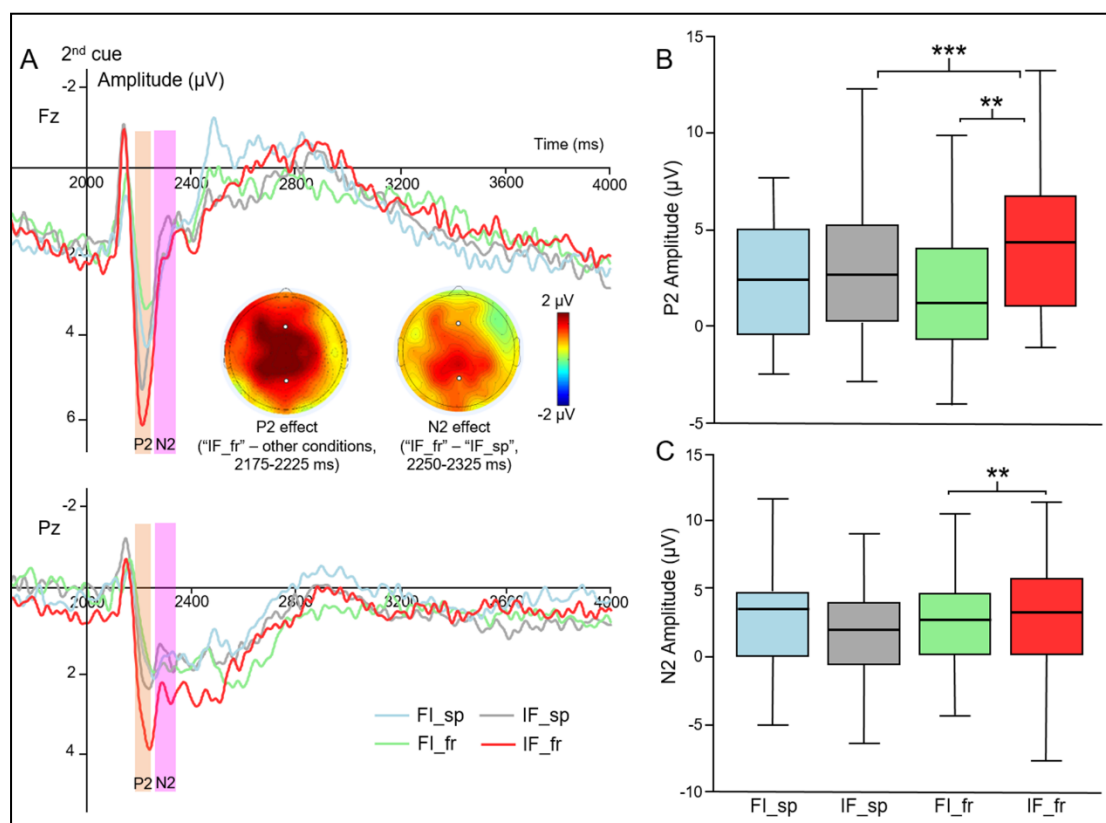 A
2nd cue
Amplitude (µV)
-2
Fz
Time (ms)
2000
2400
2800
3200
3600
4000
2
4
6
P2
N2
2 µV
-2 µV
P2 effect
("IF_fr" – other conditions,
2175-2225 ms)
N2 effect
("IF_fr" – "IF_sp",
2250-2325 ms)
-2
Pz
2000
2400
2800
3200
3600
4000
2
4
P2
N2
FI_sp
IF_sp
FI_fr
IF_fr
B
P2 Amplitude (µV)
15
10
5
0
-5
***
**
C
N2 Amplitude (µV)
15
10
5
0
-5
-10
**
FI_sp
IF_sp
FI_fr
IF_fr